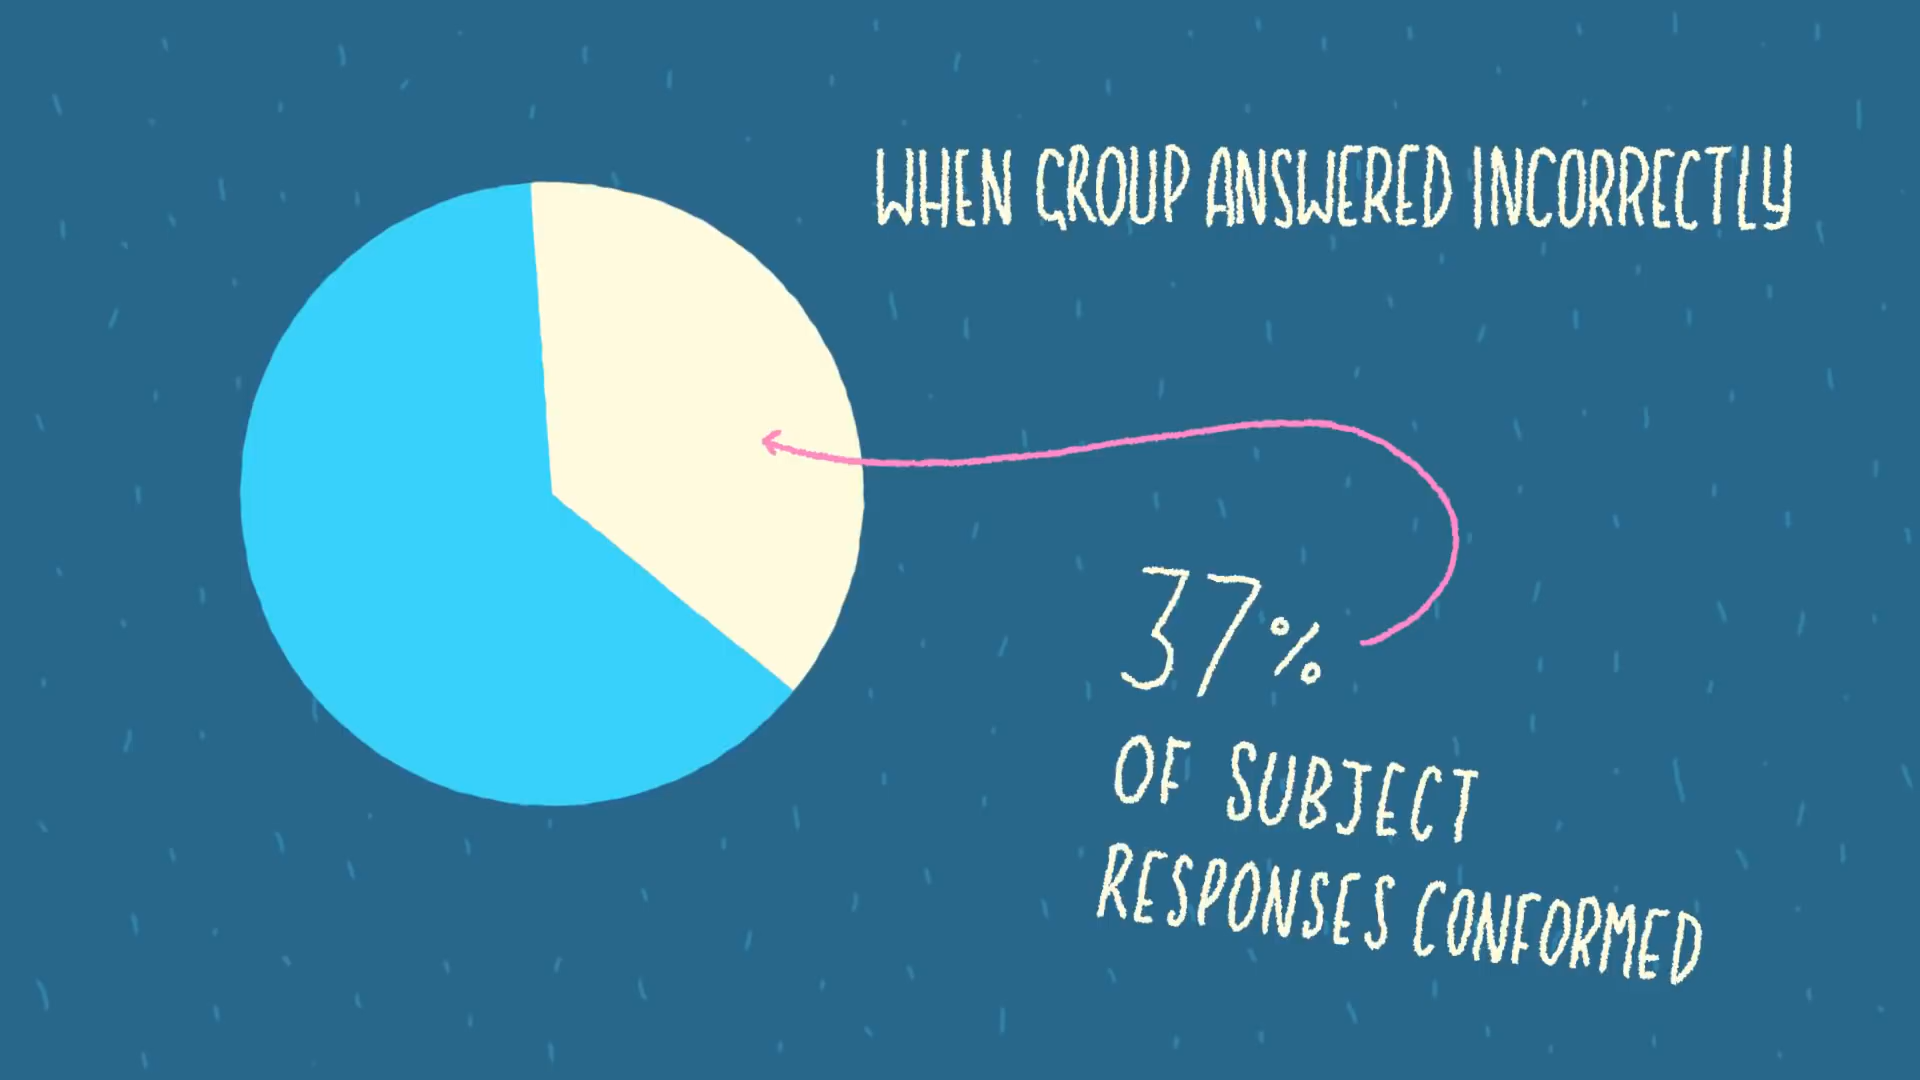 WHEN GROUP ANSWERED INCORRECTLY
37%
OF SUBJECT
RESPONSES CONFORMED